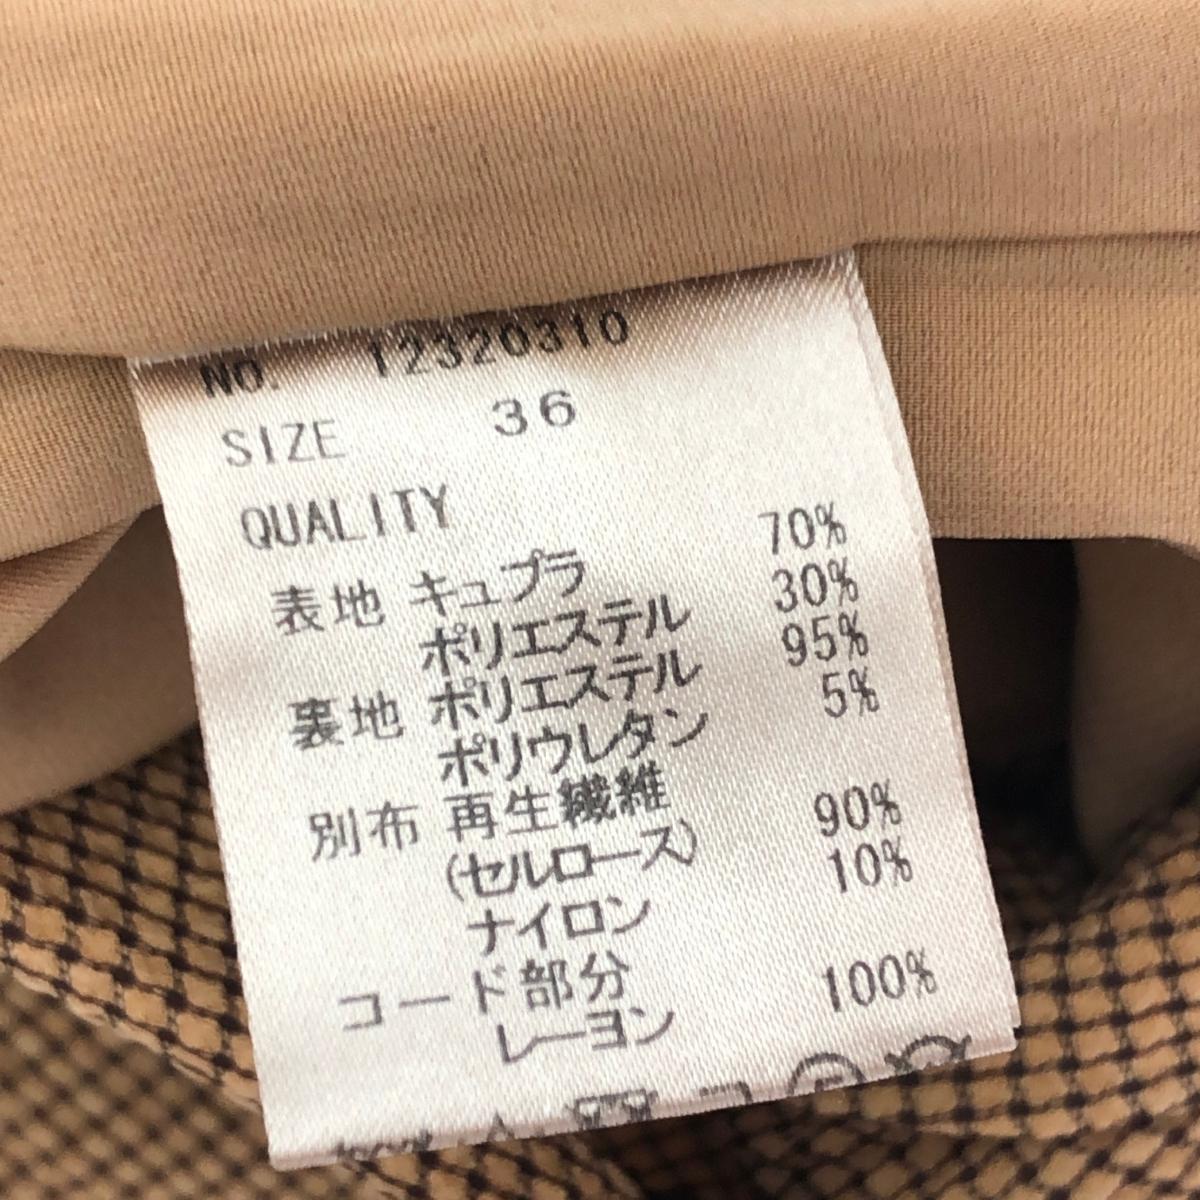 NO. 12320310
SIZE 36
QUALITY
表地 キュプラ 70%
ポリエステル 30%
裏地 ポリエステル 95%
ポリウレタン 5%
別布 再生繊維
(セルロース) 90%
ナイロン 10%
コード部分
レーヨン 100%